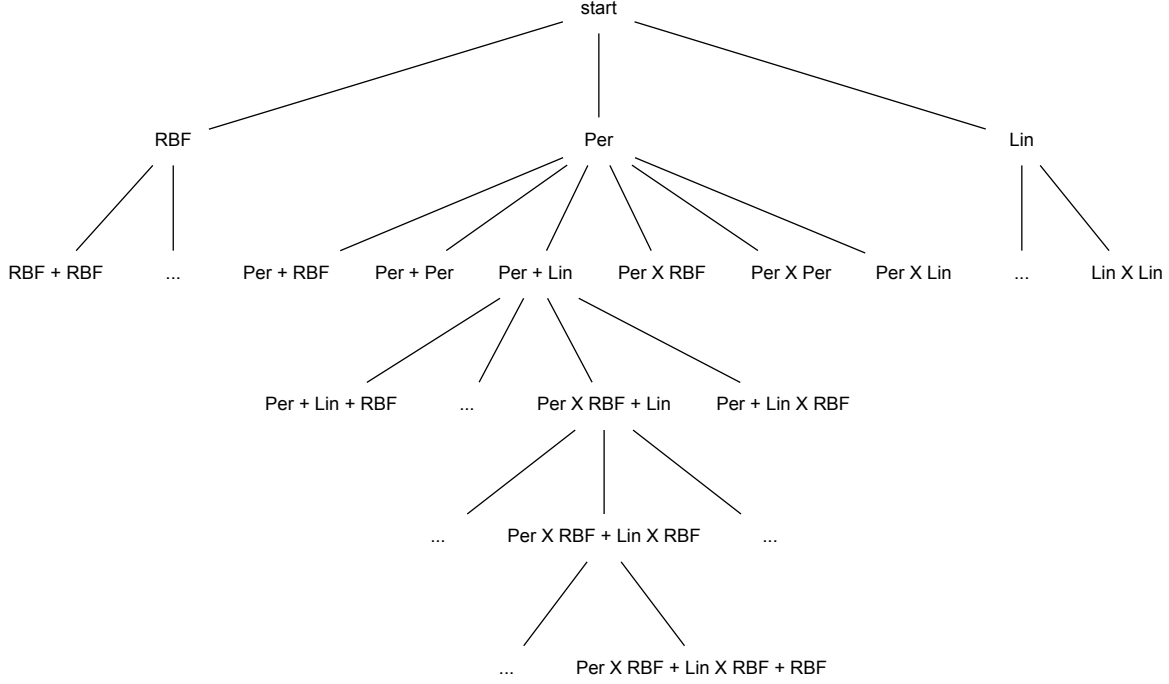 start
RBF Per Lin
RBF + RBF ... Per + RBF Per + Per Per + Lin Per X RBF Per X Per Per X Lin ... Lin X Lin
Per + Lin + RBF ... Per X RBF + Lin Per + Lin X RBF
... Per X RBF + Lin X RBF ...
... Per X RBF + Lin X RBF + RBF